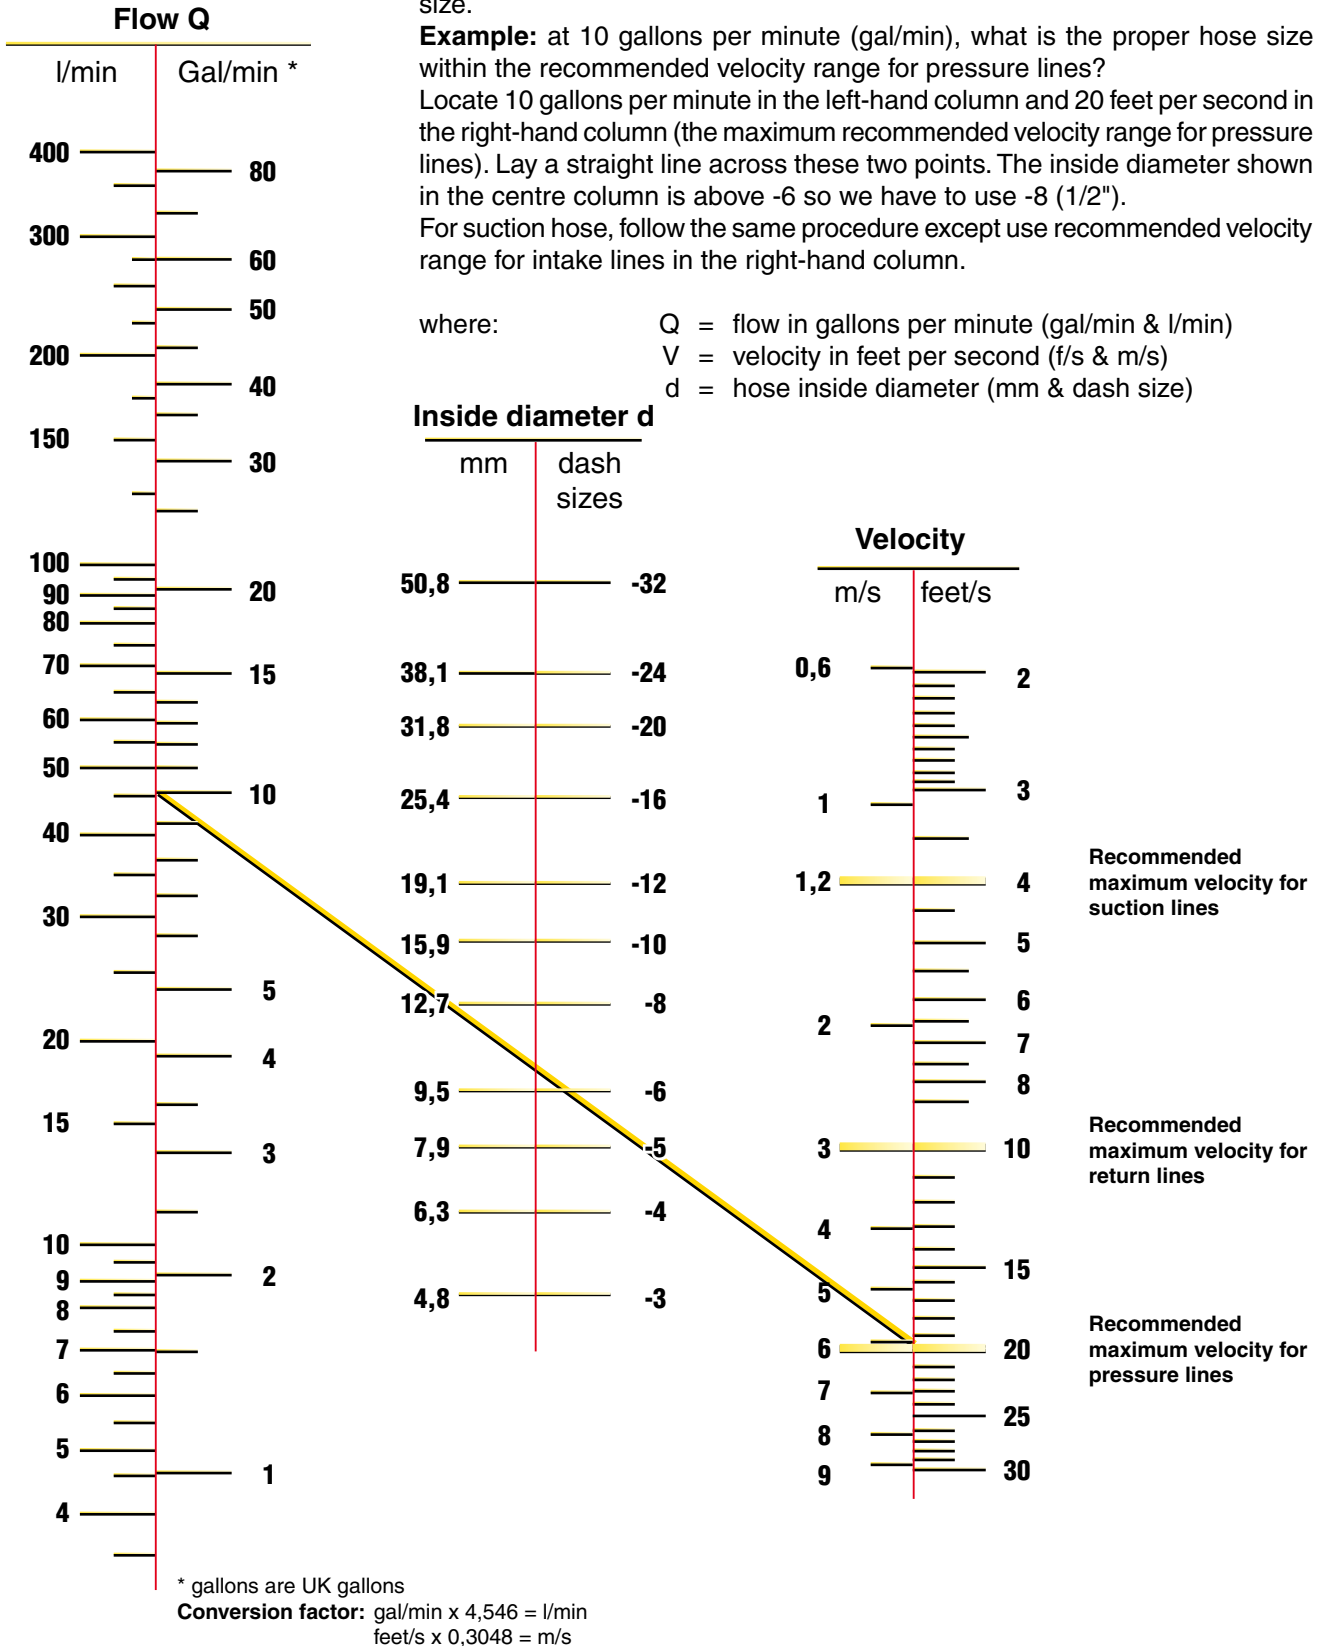 Flow Q
l/min Gal/min *
size.
Example: at 10 gallons per minute (gal/min), what is the proper hose size
within the recommended velocity range for pressure lines?
Locate 10 gallons per minute in the left-hand column and 20 feet per second in
the right-hand column (the maximum recommended velocity range for pressure
lines). Lay a straight line across these two points. The inside diameter shown
in the centre column is above -6 so we have to use -8 (1/2").
For suction hose, follow the same procedure except use recommended velocity
range for intake lines in the right-hand column.
where: Q = flow in gallons per minute (gal/min & l/min)
V = velocity in feet per second (f/s & m/s)
d = hose inside diameter (mm & dash size)
400
300
200
150
100
90
80
70
60
50
40
30
20
15
10
9
8
7
6
5
4
80
60
50
40
30
20
15
10
5
4
3
2
1
Inside diameter d
mm dash
sizes
50,8 -32
38,1 -24
31,8 -20
25,4 -16
19,1 -12
15,9 -10
12,7 -8
9,5 -6
7,9 -5
6,3 -4
4,8 -3
Velocity
m/s feet/s
0,6
1
1,2
2
3
4
5
6
7
8
9
2
3
4
5
6
7
8
10
15
20
25
30
Recommended
maximum velocity for
suction lines
Recommended
maximum velocity for
return lines
Recommended
maximum velocity for
pressure lines
* gallons are UK gallons
Conversion factor: gal/min x 4,546 = l/min
feet/s x 0,3048 = m/s